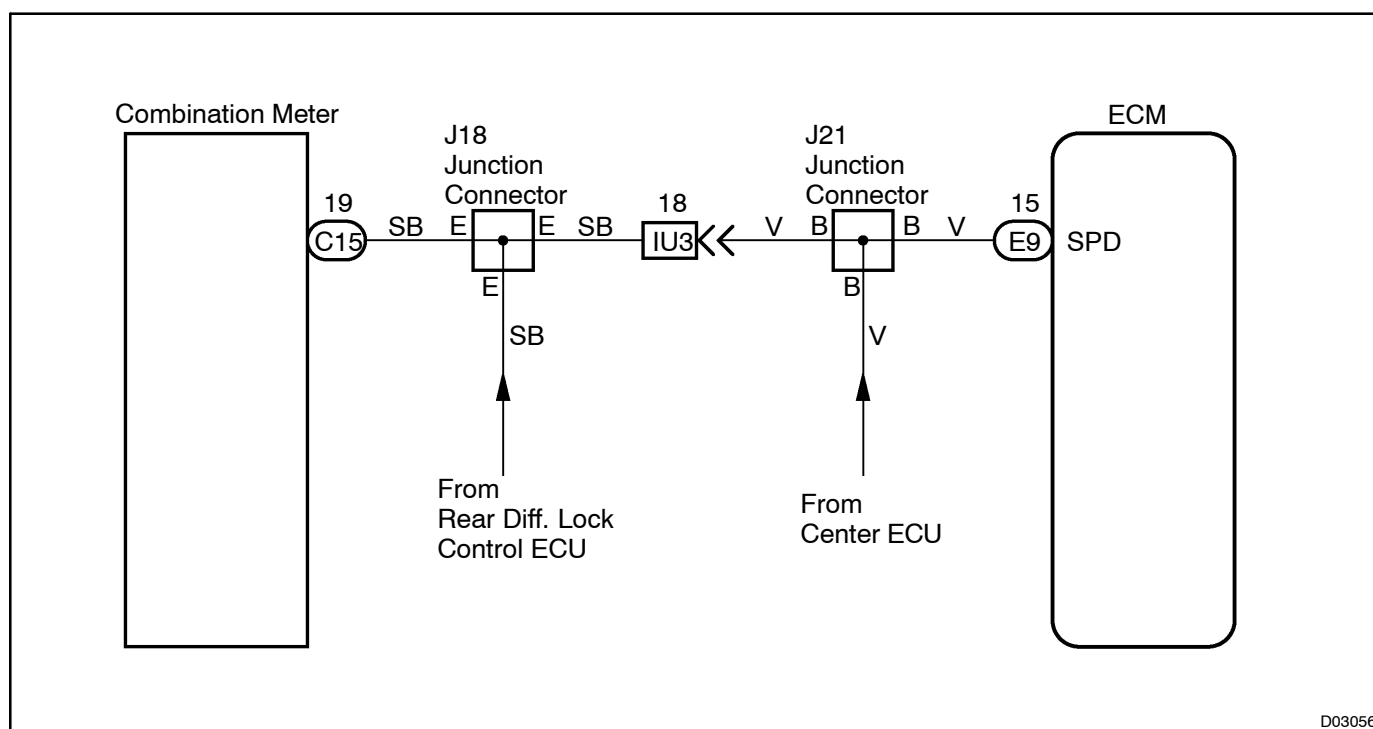 Combination Meter
ECM
J18
Junction
Connector
J21
Junction
Connector
19
18
15
C15
SB
E
E
SB
IU3
V
B
B
V
E9
SPD
E
B
SB
V
From
Rear Diff. Lock
Control ECU
From
Center ECU
D03056